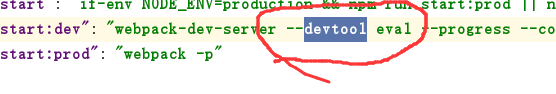 start": "if-env NODE_ENV=production && npm run start:prod || n
start:dev": "webpack-dev-server --devtool eval --progress --co
start:prod": "webpack -p"